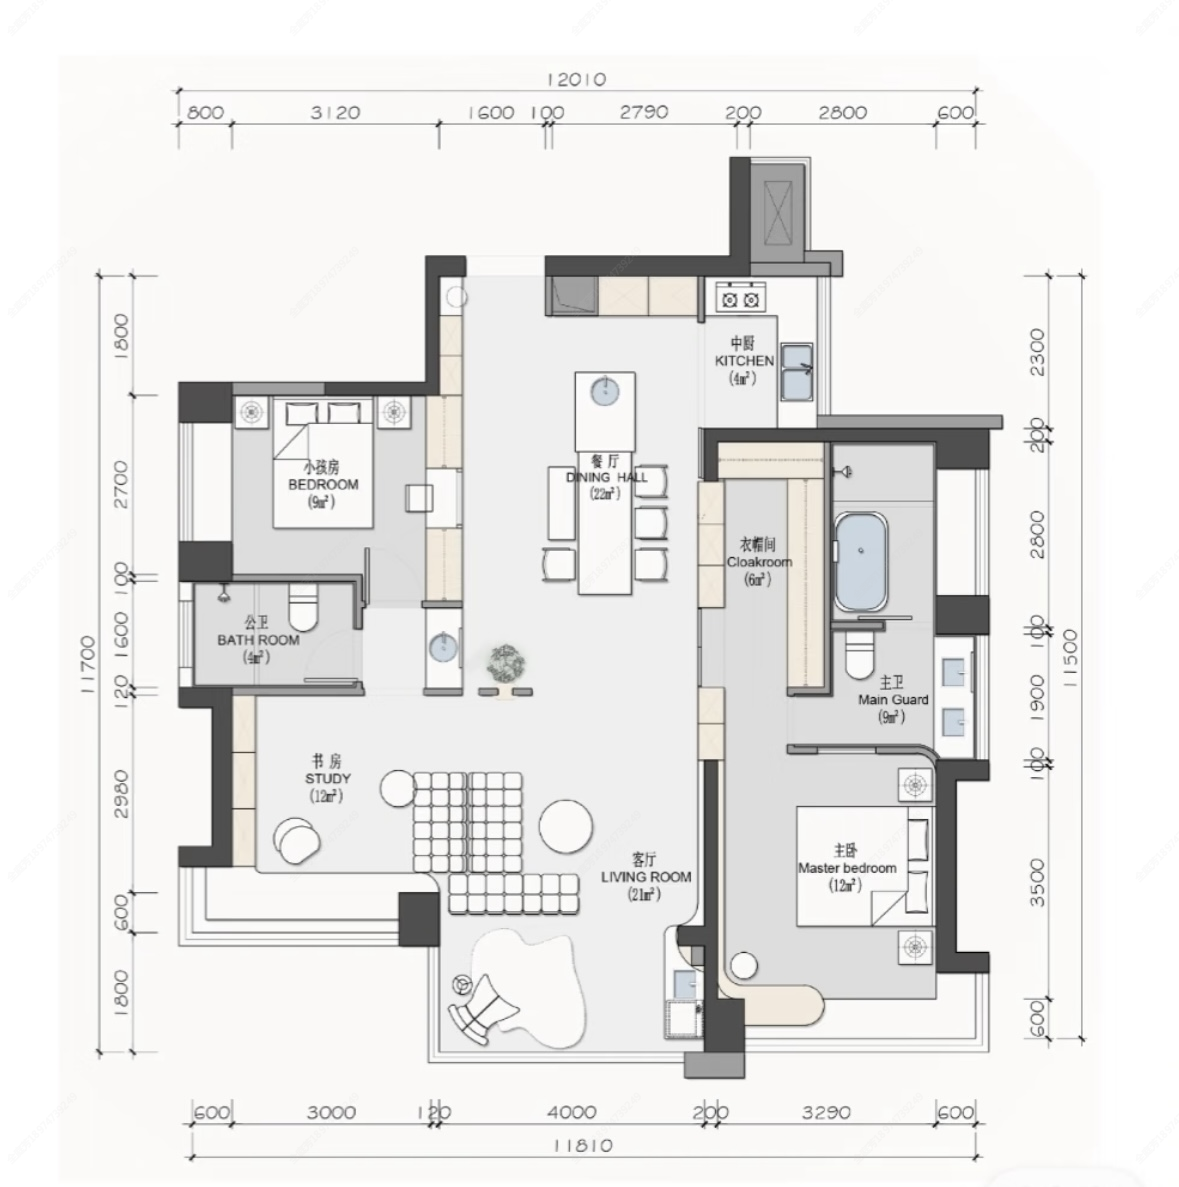 12010
800 3120 1600 100 2790 200 2800 600
11700
1800
2700
100
1600
120
2980
600
1800
小孩房
BEDROOM
(9㎡)
公卫
BATH ROOM
(4㎡)
书房
STUDY
(12㎡)
餐厅
DINING HALL
(22㎡)
中厨
KITCHEN
(4㎡)
衣帽间
Cloakroom
(6㎡)
主卫
Main Guard
(9㎡)
客厅
LIVING ROOM
(21㎡)
主卧
Master bedroom
(12㎡)
2300
200
2800
100
1900
100
3500
600
11500
600 3000 120 4000 200 3290 600
11810